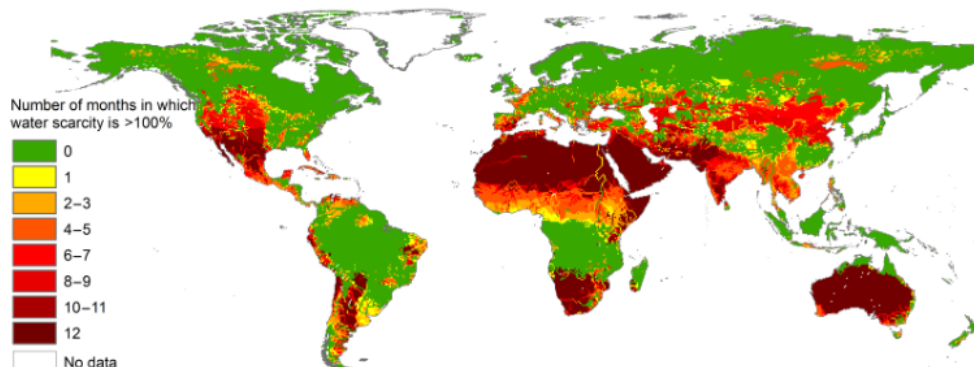 Number of months in which
water scarcity is >100%
0
1
2–3
4–5
6–7
8–9
10–11
12
No data